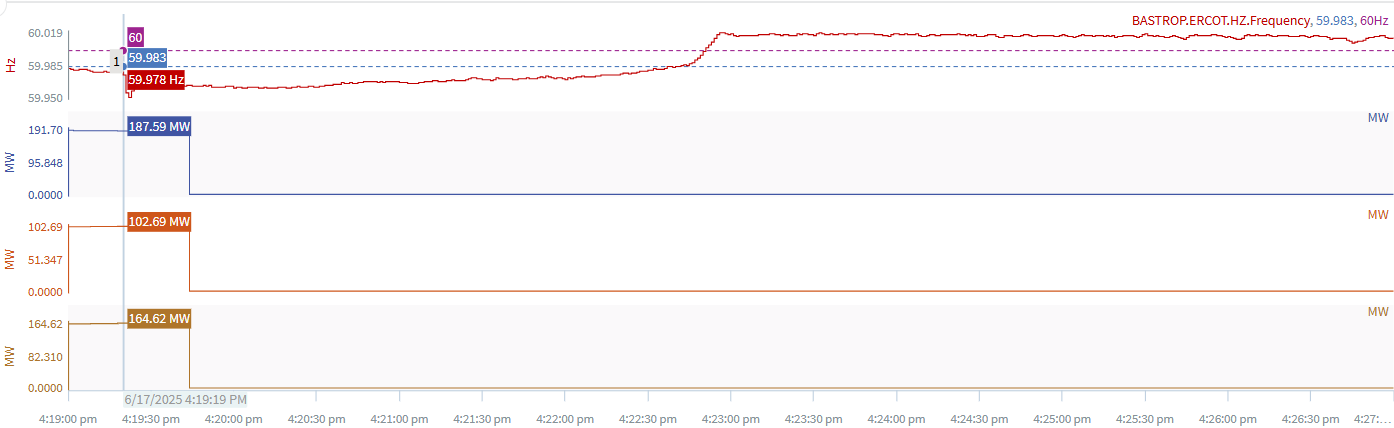 BASTROP.ERCOT.HZ.Frequency, 59.983, 60Hz
Hz
60.019
59.985
59.950
60
1
59.983
59.978 Hz
MW
MW
191.70
95.848
0.0000
187.59 MW
MW
MW
102.69
51.347
0.0000
102.69 MW
MW
MW
164.62
82.310
0.0000
164.62 MW
6/17/2025 4:19:19 PM
4:19:00 pm 4:19:30 pm 4:20:00 pm 4:20:30 pm 4:21:00 pm 4:21:30 pm 4:22:00 pm 4:22:30 pm 4:23:00 pm 4:23:30 pm 4:24:00 pm 4:24:30 pm 4:25:00 pm 4:25:30 pm 4:26:00 pm 4:26:30 pm 4:27:...